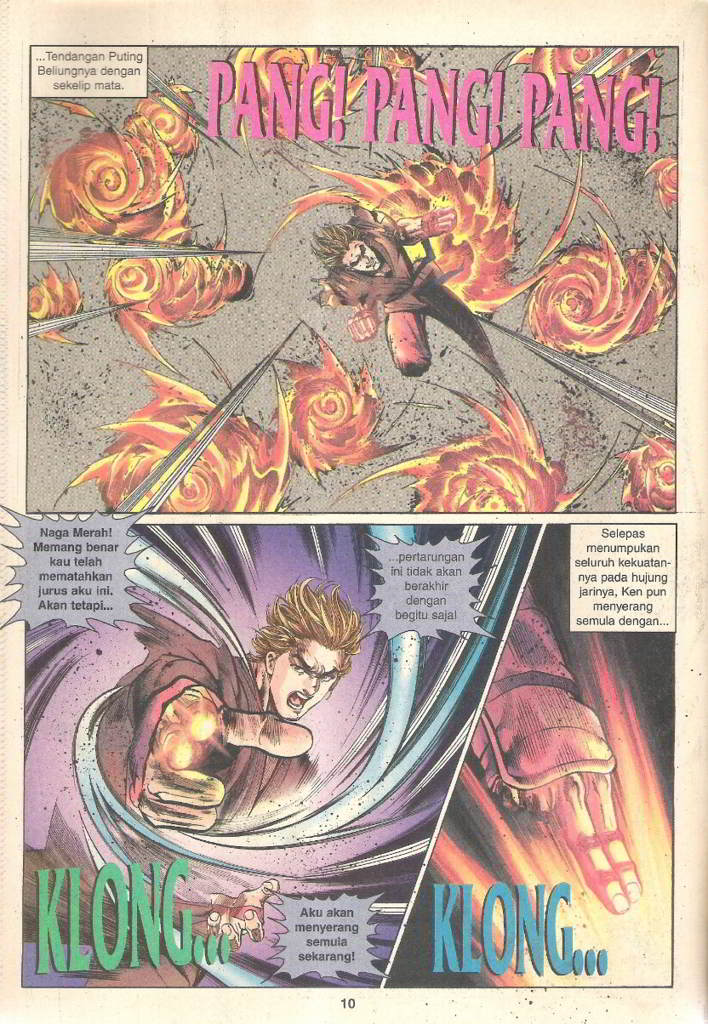 ...Tendangan Puting
Beliungnya dengan
sekelip mata.
PANG! PANG! PANG!
Naga Merah!
Memang benar
kau telah
mematahkan
jurus aku ini.
Akan tetapi...
...pertarungan
ini tidak akan
berakhir
dengan
begitu saja!
Selepas
menumpukan
seluruh kekuatan-
nya pada hujung
jarinya, Ken pun
menyerang
semula dengan...
KLONG...
Aku akan
menyerang
semula
sekarang!
KLONG...
10